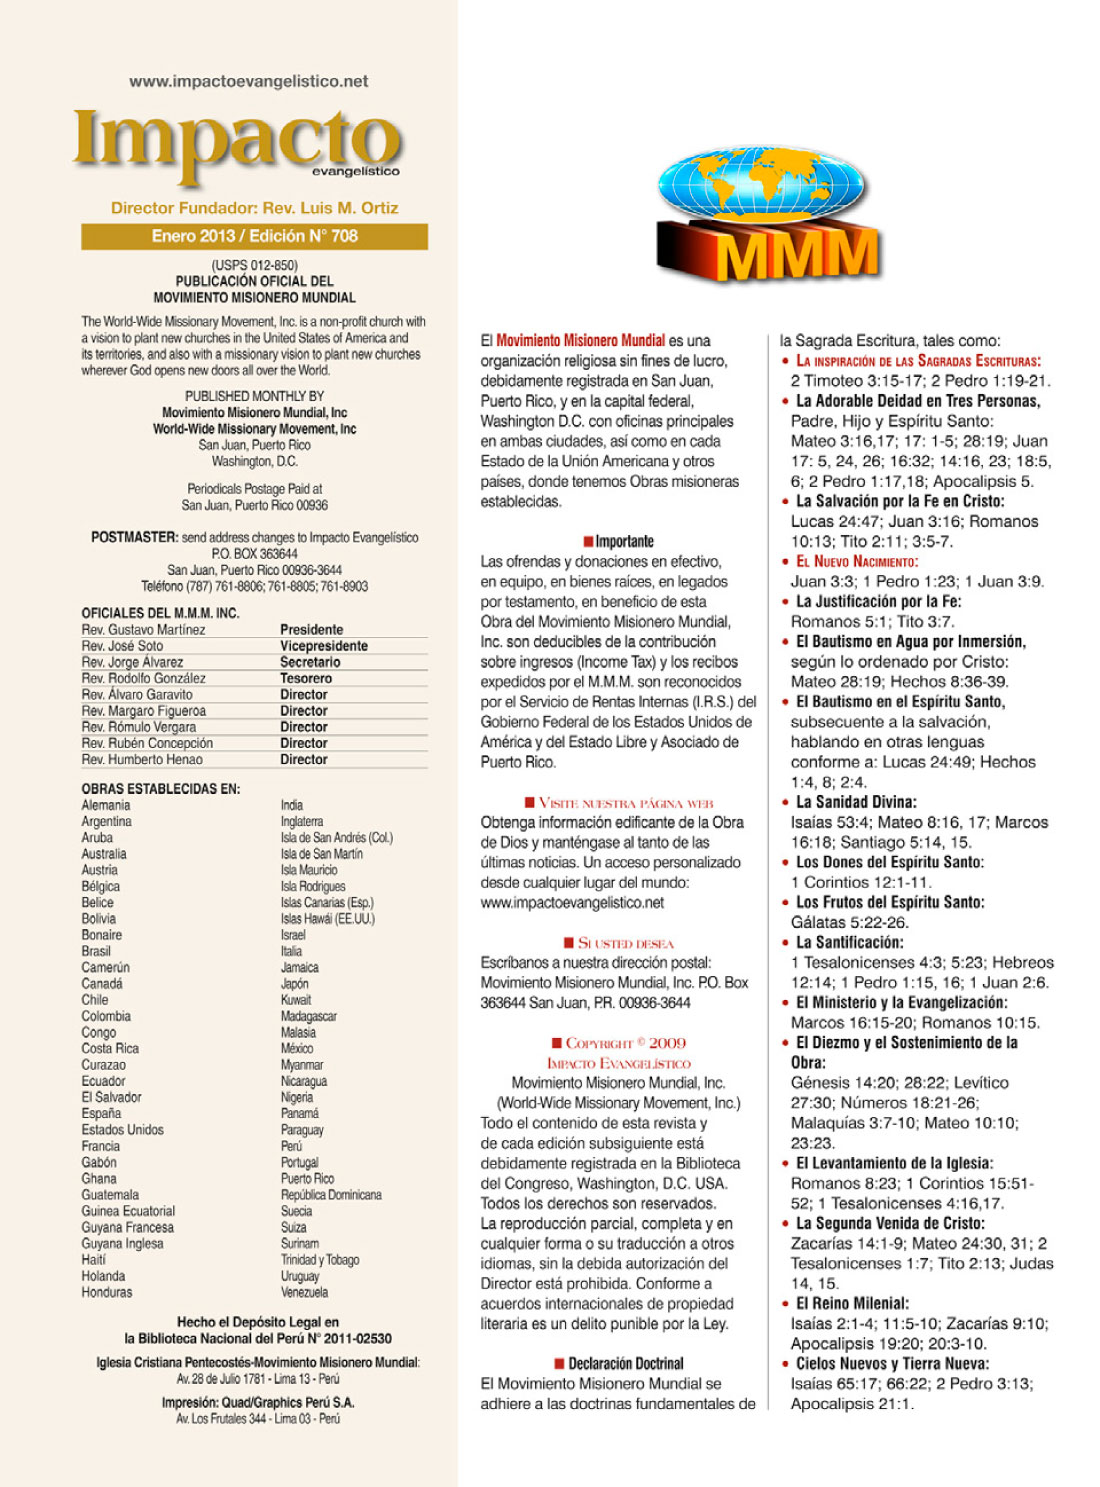 www.impactoevangelistico.net
Impacto
evangelístico
Director Fundador: Rev. Luis M. Ortiz
Enero 2013 / Edición N° 708
(USPS 012-850)
PUBLICACIÓN OFICIAL DEL
MOVIMIENTO MISIONERO MUNDIAL
The World-Wide Missionary Movement, Inc. is a non-profit church with
a vision to plant new churches in the United States of America and
its territories, and also with a missionary vision to plant new churches
wherever God opens new doors all over the World.
PUBLISHED MONTHLY BY
Movimiento Misionero Mundial, Inc
World-Wide Missionary Movement, Inc
San Juan, Puerto Rico
Washington, D.C.
Periodicals Postage Paid at
San Juan, Puerto Rico 00936
POSTMASTER: send address changes to Impacto Evangelístico
P.O. BOX 363644
San Juan, Puerto Rico 00936-3644
Teléfono (787) 761-8806; 761-8805; 761-8903
OFICIALES DEL M.M.M. INC.
Rev. Gustavo Martínez Presidente
Rev. José Soto Vicepresidente
Rev. Jorge Álvarez Secretario
Rev. Rodolfo González Tesorero
Rev. Álvaro Garavito Director
Rev. Margaro Figueroa Director
Rev. Rómulo Vergara Director
Rev. Rubén Concepción Director
Rev. Humberto Henao Director
OBRAS ESTABLECIDAS EN:
Alemania
Argentina
Aruba
Australia
Austria
Bélgica
Belice
Bolivia
Bonaire
Brasil
Camerún
Canadá
Chile
Colombia
Congo
Costa Rica
Curazao
Ecuador
El Salvador
España
Estados Unidos
Francia
Gabón
Ghana
Guatemala
Guinea Ecuatorial
Guyana Francesa
Guyana Inglesa
Haití
Holanda
Honduras
India
Inglaterra
Isla de San Andrés (Col.)
Isla de San Martín
Isla Mauricio
Isla Rodrigues
Islas Canarias (Esp.)
Islas Hawái (EE.UU.)
Israel
Italia
Jamaica
Japón
Kuwait
Madagascar
Malasia
México
Myanmar
Nicaragua
Nigeria
Panamá
Paraguay
Perú
Portugal
Puerto Rico
República Dominicana
Suecia
Suiza
Surinam
Trinidad y Tobago
Uruguay
Venezuela
Hecho el Depósito Legal en
la Biblioteca Nacional del Perú N° 2011-02530
Iglesia Cristiana Pentecostés-Movimiento Misionero Mundial:
Av. 28 de Julio 1781 - Lima 13 - Perú
Impresión: Quad/Graphics Perú S.A.
Av. Los Frutales 344 - Lima 03 - Perú
MMM
El Movimiento Misionero Mundial es una
organización religiosa sin fines de lucro,
debidamente registrada en San Juan,
Puerto Rico, y en la capital federal,
Washington D.C. con oficinas principales
en ambas ciudades, así como en cada
Estado de la Unión Americana y otros
países, donde tenemos Obras misioneras
establecidas.
■ Importante
Las ofrendas y donaciones en efectivo,
en equipo, en bienes raíces, en legados
por testamento, en beneficio de esta
Obra del Movimiento Misionero Mundial,
Inc. son deducibles de la contribución
sobre ingresos (Income Tax) y los recibos
expedidos por el M.M.M. son reconocidos
por el Servicio de Rentas Internas (I.R.S.) del
Gobierno Federal de los Estados Unidos de
América y del Estado Libre y Asociado de
Puerto Rico.
■ Visite nuestra página web
Obtenga información edificante de la Obra
de Dios y manténgase al tanto de las
últimas noticias. Un acceso personalizado
desde cualquier lugar del mundo:
www.impactoevangelistico.net
■ Si usted desea
Escríbanos a nuestra dirección postal:
Movimiento Misionero Mundial, Inc. P.O. Box
363644 San Juan, P.R. 00936-3644
■ Copyright © 2009
Impacto Evangelístico
Movimiento Misionero Mundial, Inc.
(World-Wide Missionary Movement, Inc.)
Todo el contenido de esta revista y
de cada edición subsiguiente está
debidamente registrada en la Biblioteca
del Congreso, Washington, D.C. USA.
Todos los derechos son reservados.
La reproducción parcial, completa y en
cualquier forma o su traducción a otros
idiomas, sin la debida autorización del
Director está prohibida. Conforme a
acuerdos internacionales de propiedad
literaria es un delito punible por la Ley.
■ Declaración Doctrinal
El Movimiento Misionero Mundial se
adhiere a las doctrinas fundamentales de
la Sagrada Escritura, tales como:
• La inspiración de las Sagradas Escrituras:
2 Timoteo 3:15-17; 2 Pedro 1:19-21.
• La Adorable Deidad en Tres Personas,
Padre, Hijo y Espíritu Santo:
Mateo 3:16,17; 17: 1-5; 28:19; Juan
17: 5, 24, 26; 16:32; 14:16, 23; 18:5,
6; 2 Pedro 1:17,18; Apocalipsis 5.
• La Salvación por la Fe en Cristo:
Lucas 24:47; Juan 3:16; Romanos
10:13; Tito 2:11; 3:5-7.
• El Nuevo Nacimiento:
Juan 3:3; 1 Pedro 1:23; 1 Juan 3:9.
• La Justificación por la Fe:
Romanos 5:1; Tito 3:7.
• El Bautismo en Agua por Inmersión,
según lo ordenado por Cristo:
Mateo 28:19; Hechos 8:36-39.
• El Bautismo en el Espíritu Santo,
subsecuente a la salvación,
hablando en otras lenguas
conforme a: Lucas 24:49; Hechos
1:4, 8; 2:4.
• La Sanidad Divina:
Isaías 53:4; Mateo 8:16, 17; Marcos
16:18; Santiago 5:14, 15.
• Los Dones del Espíritu Santo:
1 Corintios 12:1-11.
• Los Frutos del Espíritu Santo:
Gálatas 5:22-26.
• La Santificación:
1 Tesalonicenses 4:3; 5:23; Hebreos
12:14; 1 Pedro 1:15, 16; 1 Juan 2:6.
• El Ministerio y la Evangelización:
Marcos 16:15-20; Romanos 10:15.
• El Diezmo y el Sostenimiento de la
Obra:
Génesis 14:20; 28:22; Levítico
27:30; Números 18:21-26;
Malaquías 3:7-10; Mateo 10:10;
23:23.
• El Levantamiento de la Iglesia:
Romanos 8:23; 1 Corintios 15:51-
52; 1 Tesalonicenses 4:16,17.
• La Segunda Venida de Cristo:
Zacarías 14:1-9; Mateo 24:30, 31; 2
Tesalonicenses 1:7; Tito 2:13; Judas
14, 15.
• El Reino Milenial:
Isaías 2:1-4; 11:5-10; Zacarías 9:10;
Apocalipsis 19:20; 20:3-10.
• Cielos Nuevos y Tierra Nueva:
Isaías 65:17; 66:22; 2 Pedro 3:13;
Apocalipsis 21:1.